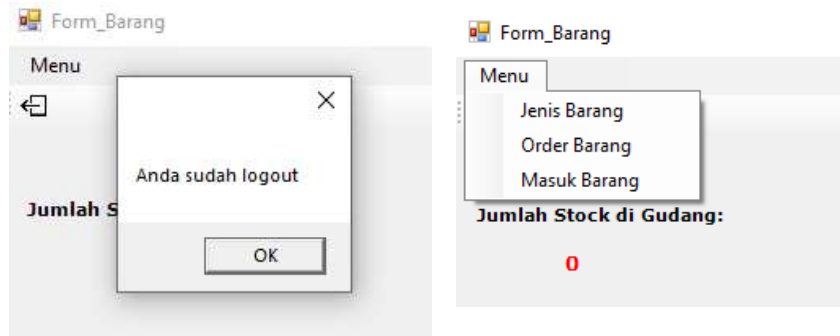 Form_Barang
Menu
Anda sudah logout
Jumlah S
OK
Form_Barang
Menu
Jenis Barang
Order Barang
Masuk Barang
Jumlah Stock di Gudang:
0